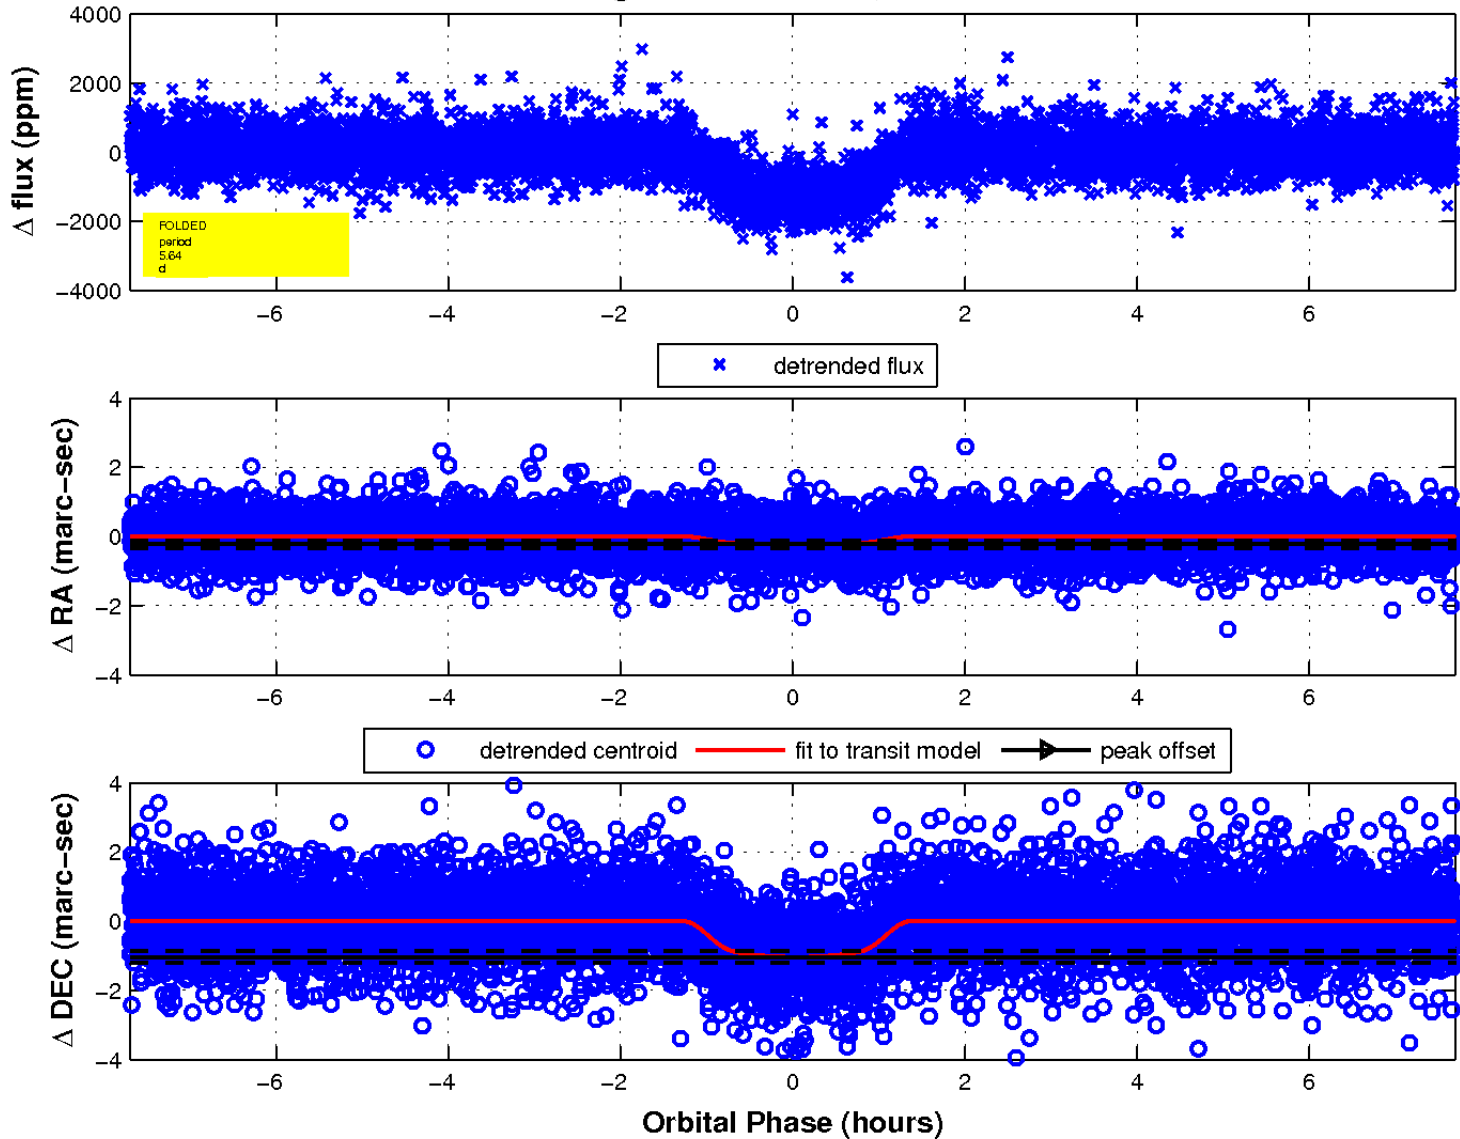 4000
2000
0
−2000
−4000
Δ flux (ppm)
FOLDED
period
5.64
d
−6 −4 −2 0 2 4 6
detrended flux
4
2
0
−2
−4
Δ RA (marc−sec)
−6 −4 −2 0 2 4 6
detrended centroid fit to transit model peak offset
4
2
0
−2
−4
Δ DEC (marc−sec)
−6 −4 −2 0 2 4 6
Orbital Phase (hours)